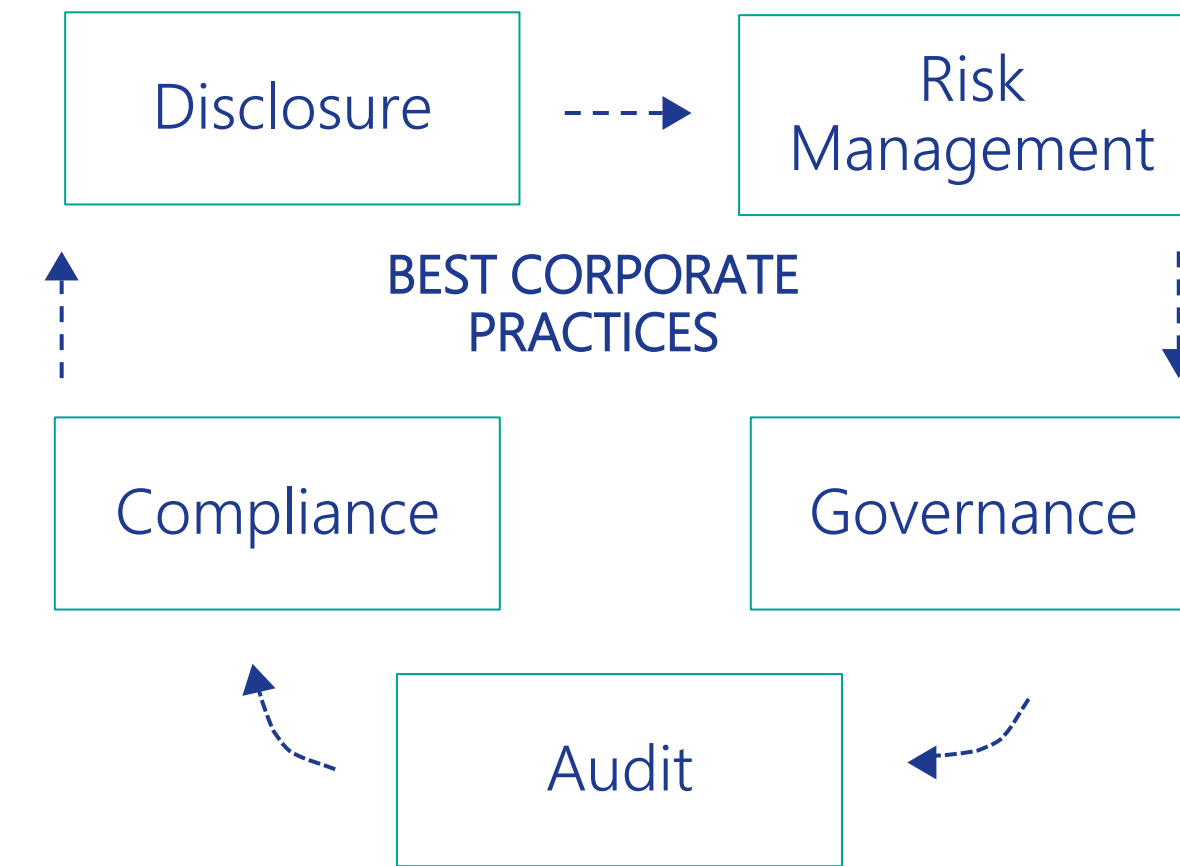 Disclosure
Risk
Management
BEST CORPORATE
PRACTICES
Compliance
Governance
Audit